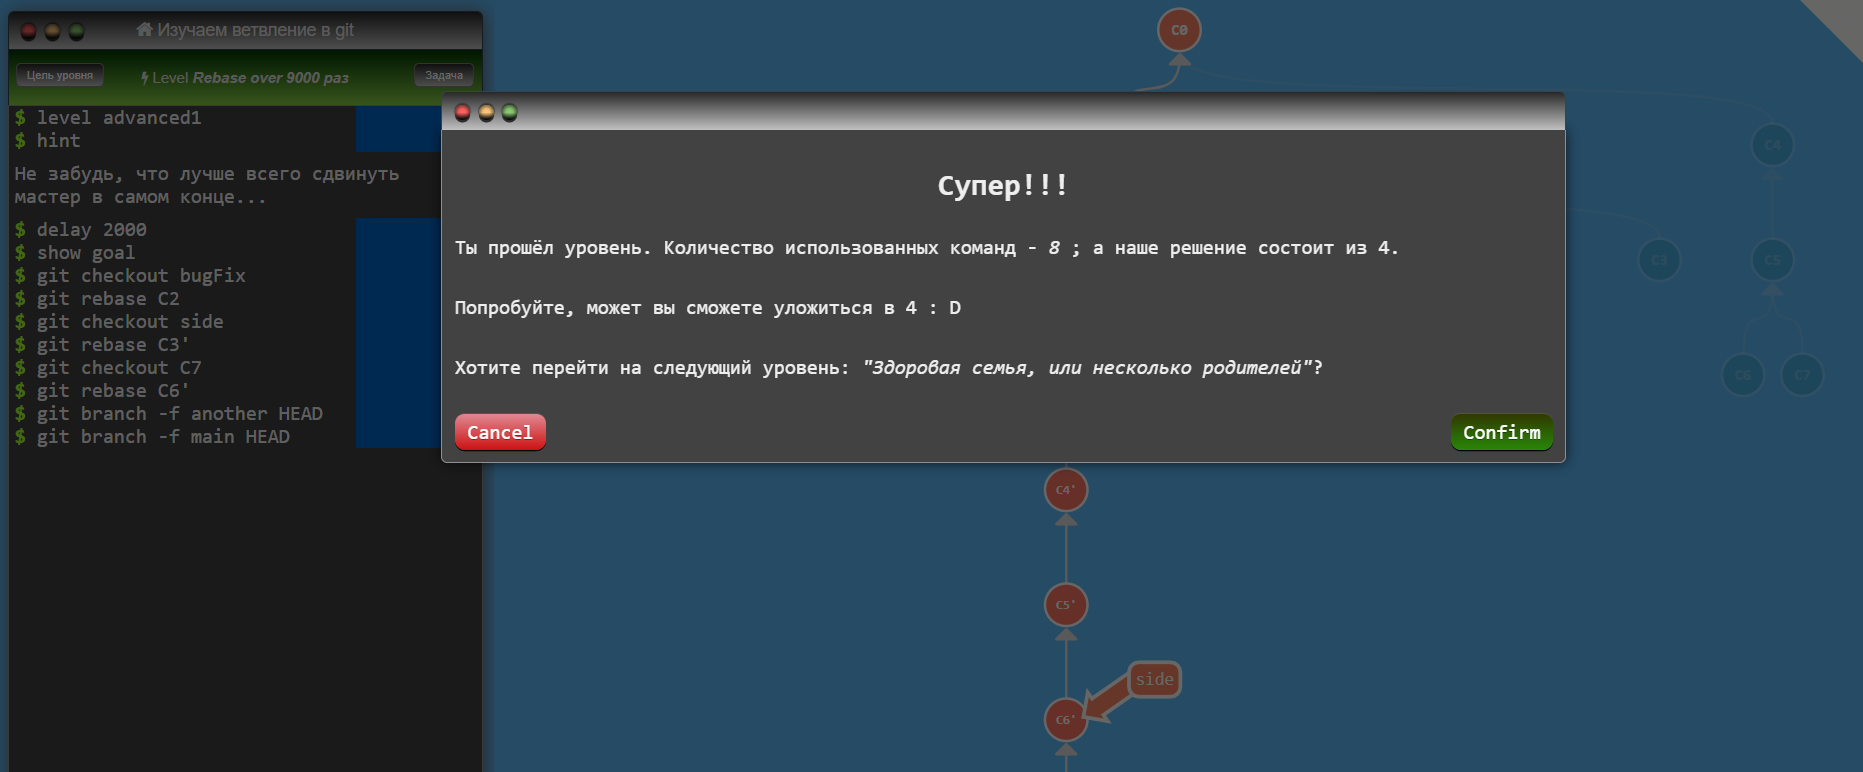 Изучаем ветвление в git
Цель уровня
Level Rebase over 9000 раз
Задача
$ level advanced1
$ hint
Не забудь, что лучше всего сдвинуть
мастер в самом конце...
$ delay 2000
$ show goal
$ git checkout bugFix
$ git rebase C2
$ git checkout side
$ git rebase C3'
$ git checkout C7
$ git rebase C6'
$ git branch -f another HEAD
$ git branch -f main HEAD
Супер!!!
Ты прошёл уровень. Количество использованных команд - 8 ; а наше решение состоит из 4.
Попробуйте, может вы сможете уложиться в 4 : D
Хотите перейти на следующий уровень: "Здоровая семья, или несколько родителей"?
Cancel
Confirm
C0
C4
C3
C5
C6
C7
C4'
C5'
side
C6'